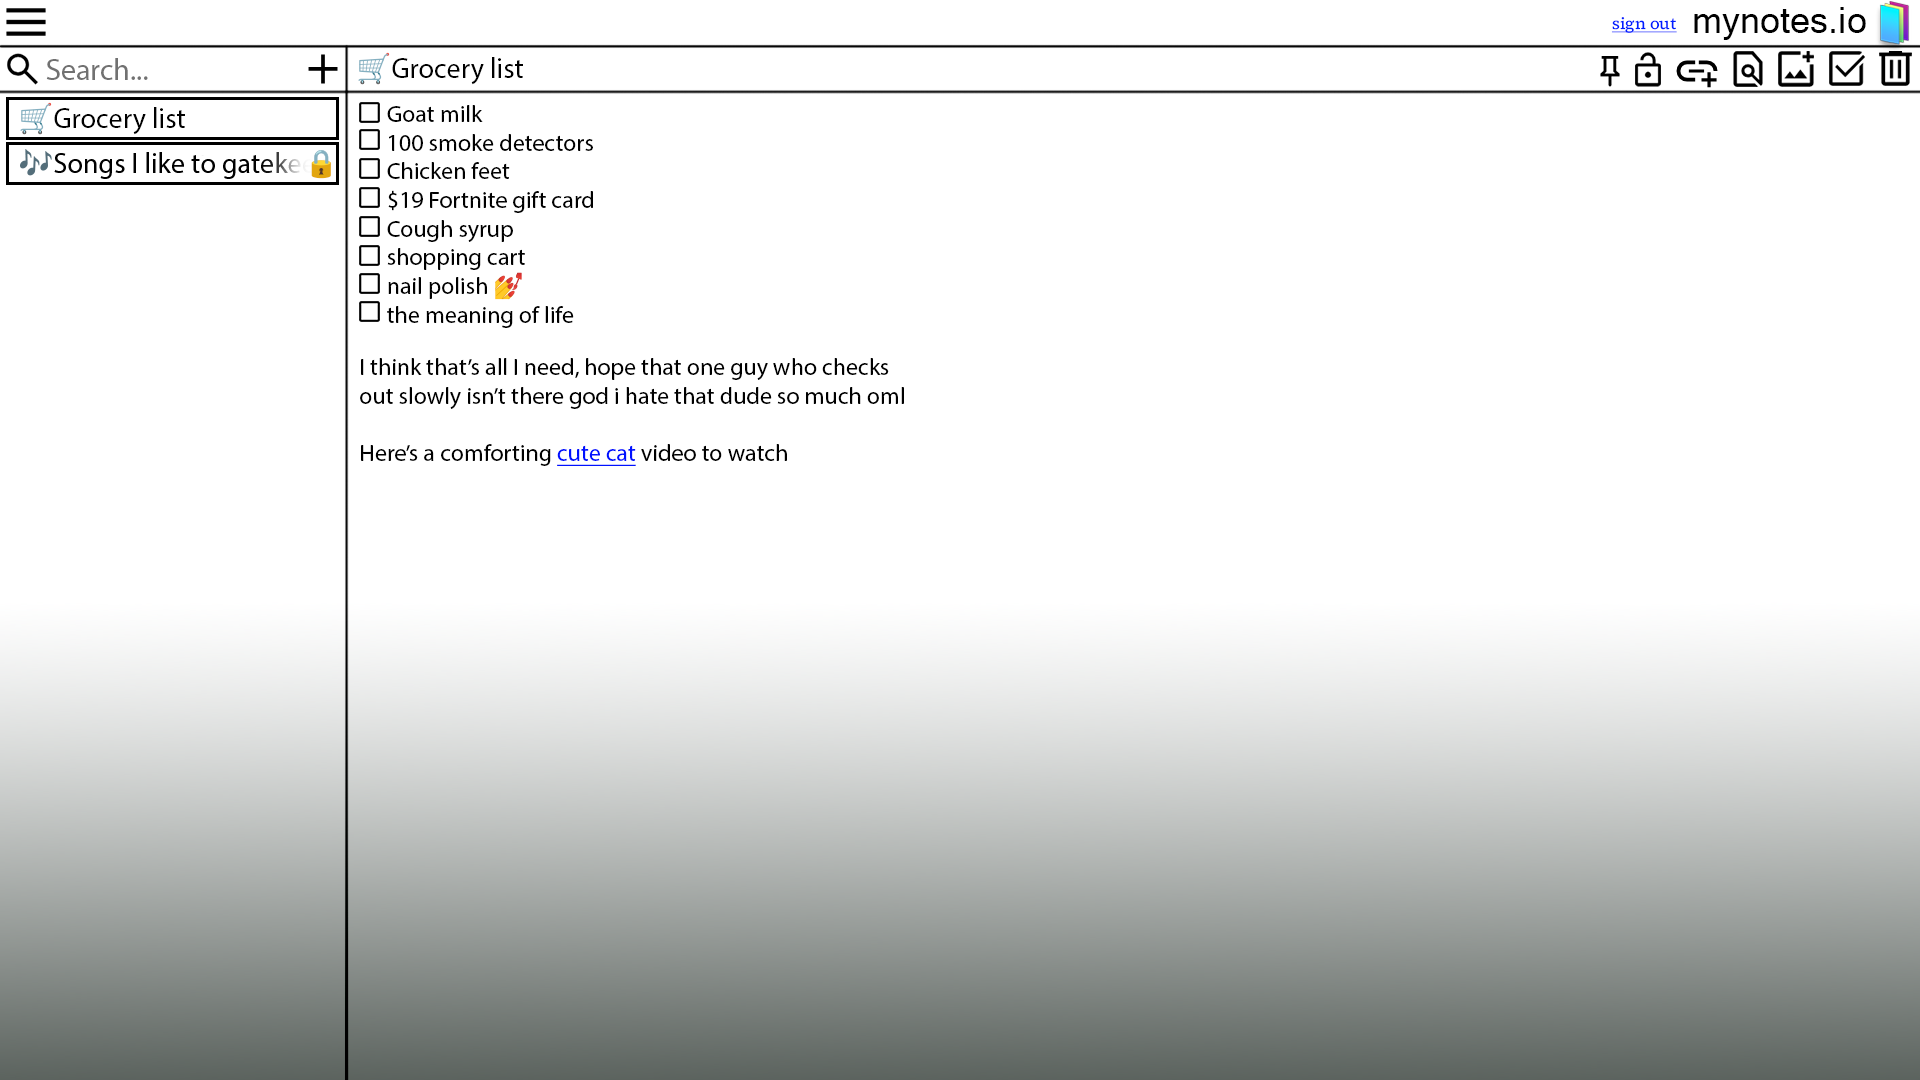 sign out mynotes.io
Search...
🛒Grocery list
🛒Grocery list
🎶Songs I like to gateke
Goat milk
100 smoke detectors
Chicken feet
$19 Fortnite gift card
Cough syrup
shopping cart
nail polish 💅
the meaning of life
I think that’s all I need, hope that one guy who checks
out slowly isn’t there god i hate that dude so much oml
Here’s a comforting cute cat video to watch